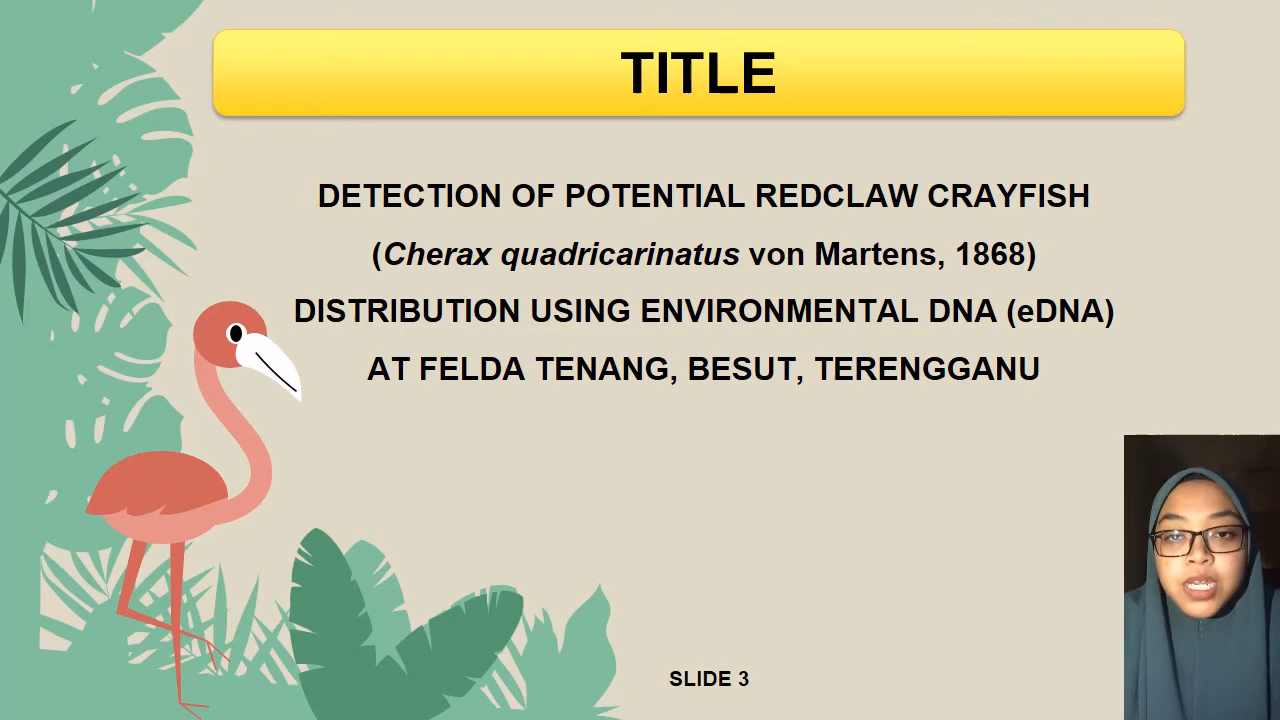 TITLE
DETECTION OF POTENTIAL REDCLAW CRAYFISH
(Cherax quadricarinatus von Martens, 1868)
DISTRIBUTION USING ENVIRONMENTAL DNA (eDNA)
AT FELDA TENANG, BESUT, TERENGGANU
SLIDE 3